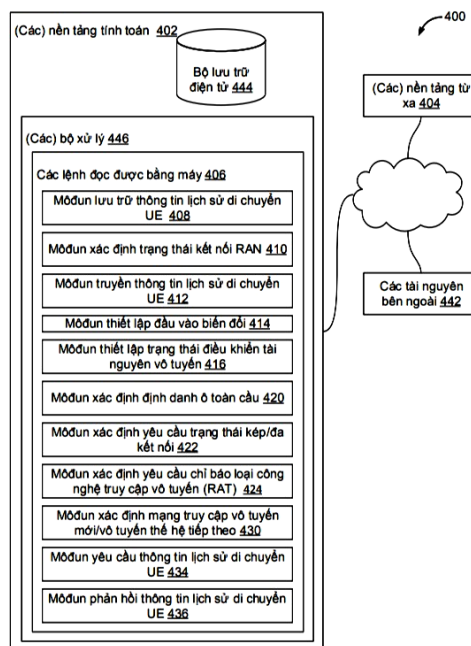 (Các) nền tảng tính toán 402
Bộ lưu trữ
điện tử 444
(Các) bộ xử lý 446
Các lệnh đọc được bằng máy 406
Môđun lưu trữ thông tin lịch sử di chuyển
UE 408
Môđun xác định trạng thái kết nối RAN 410
Môđun truyền thông tin lịch sử di chuyển
UE 412
Môđun thiết lập đầu vào biến đổi 414
Môđun thiết lập trạng thái điều khiển tài
nguyên vô tuyến 416
Môđun xác định định danh ô toàn cầu 420
Môđun xác định yêu cầu trạng thái kép/đa
kết nối 422
Môđun xác định yêu cầu chỉ báo loại công
nghệ truy cập vô tuyến (RAT) 424
Môđun xác định mạng truy cập vô tuyến
mới/vô tuyến thế hệ tiếp theo 430
Môđun yêu cầu thông tin lịch sử di chuyển
UE 434
Môđun phản hồi thông tin lịch sử di chuyển
UE 436
400
(Các) nền tảng từ
xa 404
Các tài nguyên
bên ngoài 442